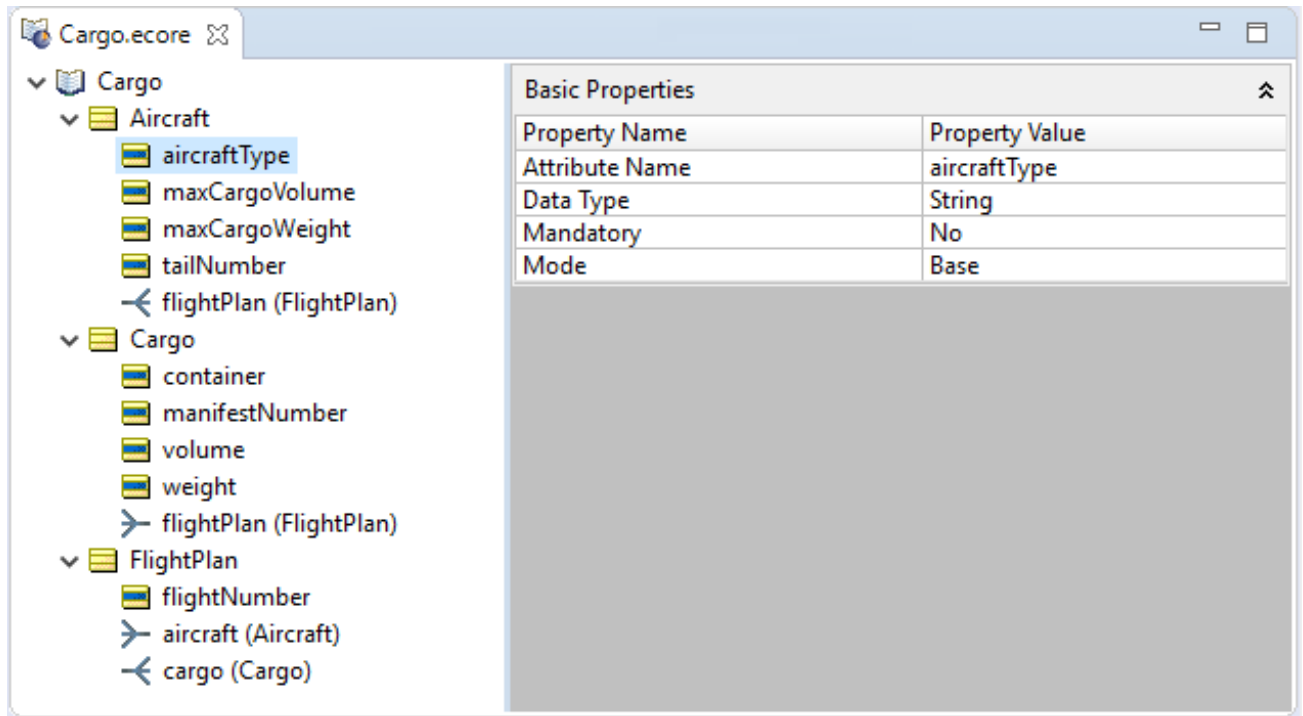 Cargo.ecore
Cargo
Aircraft
aircraftType
maxCargoVolume
maxCargoWeight
tailNumber
flightPlan (FlightPlan)
Cargo
container
manifestNumber
volume
weight
flightPlan (FlightPlan)
FlightPlan
flightNumber
aircraft (Aircraft)
cargo (Cargo)
Basic Properties
Property Name Property Value
Attribute Name aircraftType
Data Type String
Mandatory No
Mode Base